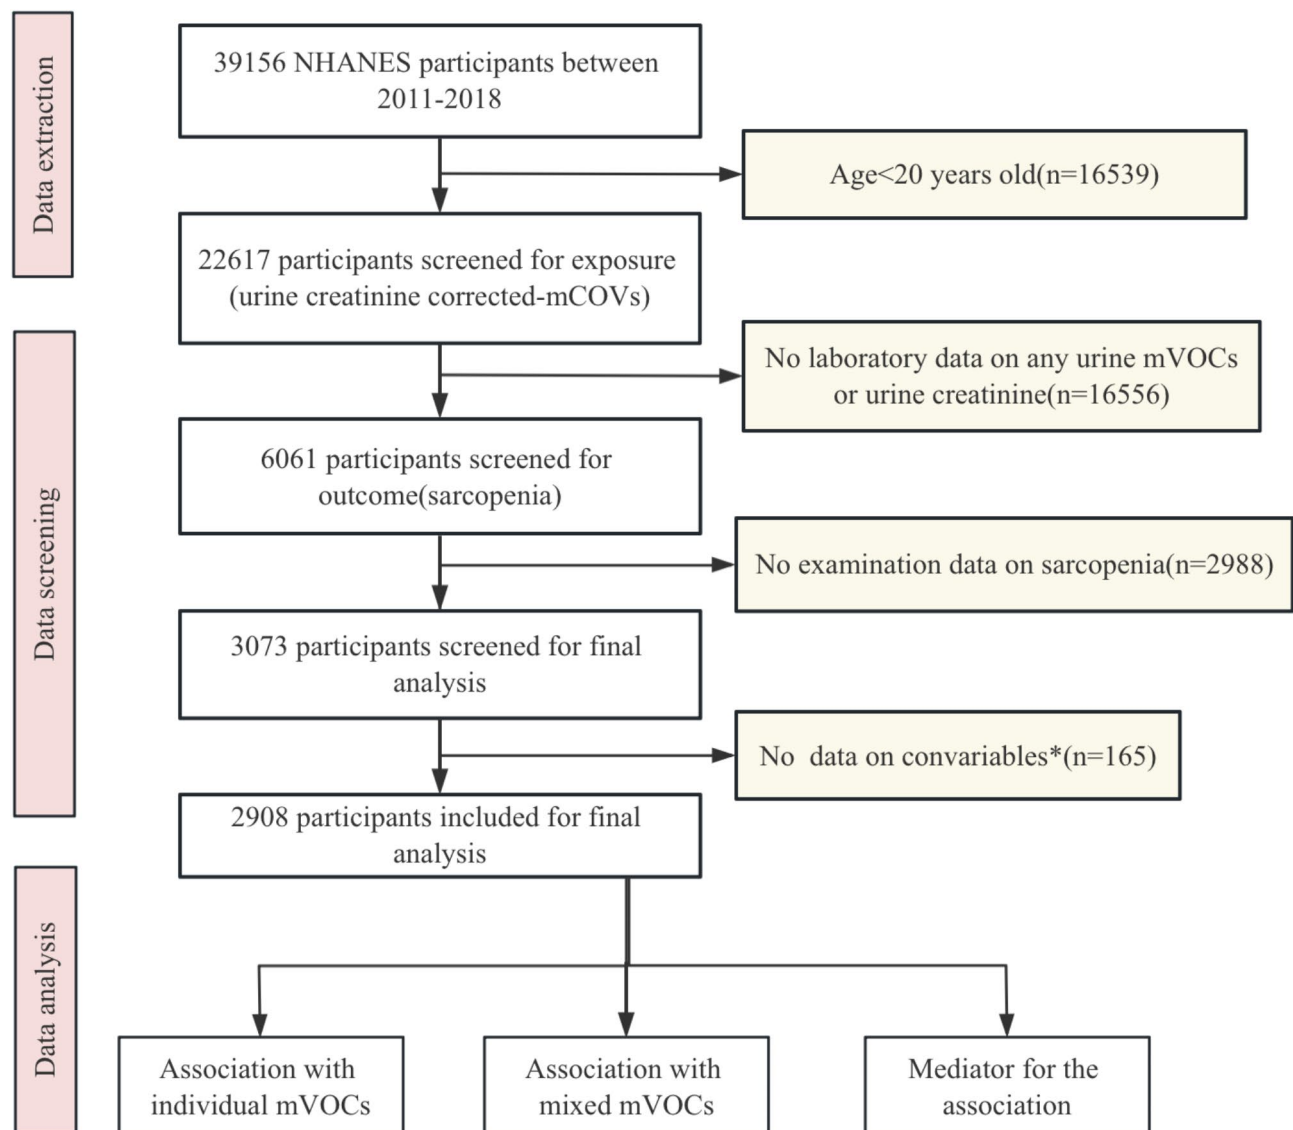 Data extraction
39156 NHANES participants between
2011-2018
Age<20 years old(n=16539)
22617 participants screened for exposure
(urine creatinine corrected-mCOVs)
Data screening
No laboratory data on any urine mVOCs
or urine creatinine(n=16556)
6061 participants screened for
outcome(sarcopenia)
No examination data on sarcopenia(n=2988)
3073 participants screened for final
analysis
No  data on convariables*(n=165)
2908 participants included for final
analysis
Data analysis
Association with
individual mVOCs
Association with
mixed mVOCs
Mediator for the
association